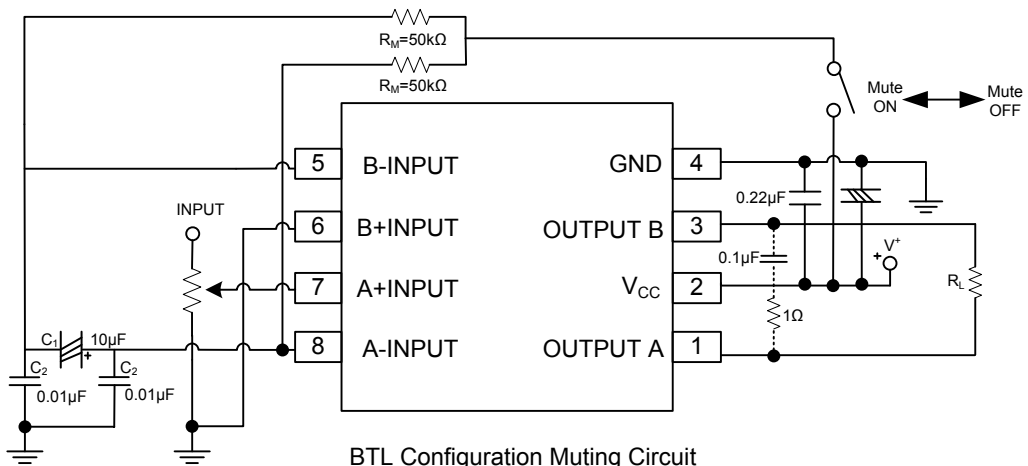 R_M=50kΩ
R_M=50kΩ
Mute ON
Mute OFF
5 B-INPUT
GND 4
0.22µF
INPUT
6 B+INPUT
OUTPUT B 3
0.1µF
V⁺
+
7 A+INPUT
V_CC 2
R_L
1Ω
C₁ 10µF
+
8 A-INPUT
OUTPUT A 1
C₂
0.01µF
C₂
0.01µF
BTL Configuration Muting Circuit